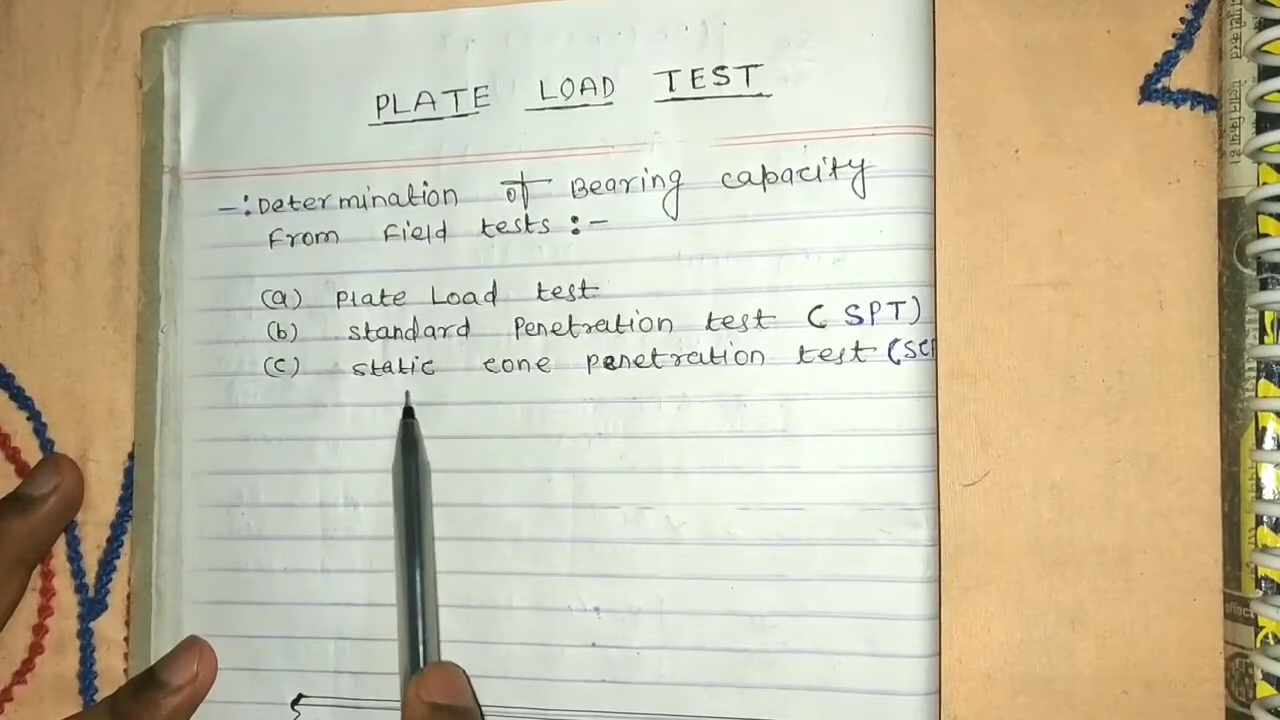 PLATE LOAD TEST
-:Determination of Bearing capacity
From Field tests :-
(a) Plate Load test
(b) standard Penetration test (SPT)
(c) static cone penetration test (SCP